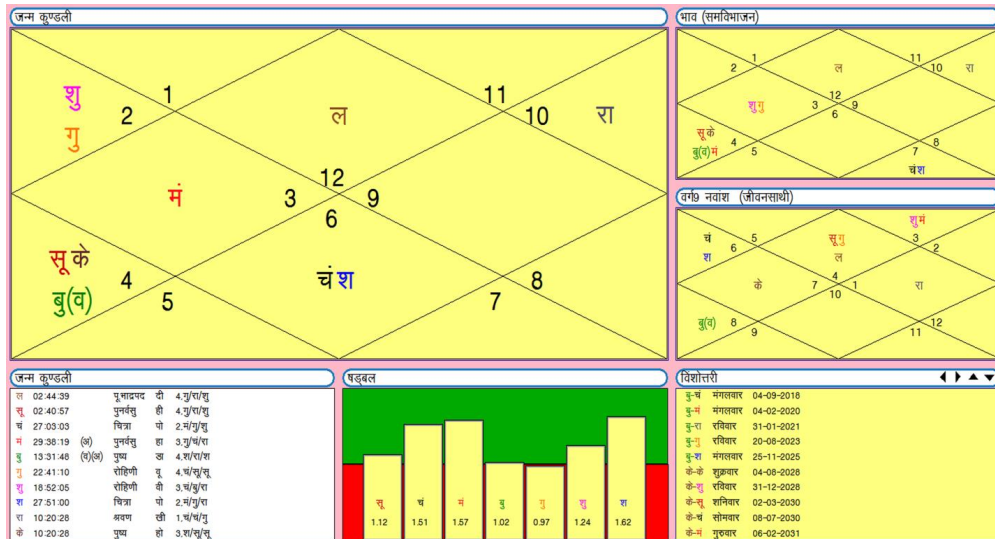 जन्म कुण्डली
शु
गु
2
1
ल
11
10
रा
मं
3
12
6
9
सू के
बु(व)
4
5
चं श
7
8
भाव (समविभाजन)
2
1
ल
11
10
रा
शु गु
3
12
6
9
सू के
बु(व) मं
4
5
चं श
7
8
वर्ग9 नवांश (जीवनसाथी)
चं
श
6
5
सू गु
ल
शु मं
3
2
के
7
4
10
1
रा
बु(व)
8
9
11
12
जन्म कुण्डली
ल 02:44:39 पू.भाद्रपद दी 4,गु/रा/शु
सू 02:40:57 पुनर्वसु ही 4,गु/रा/शु
चं 27:03:03 चित्रा पो 2,मं/गु/शु
मं 29:38:19 (अ) पुनर्वसु हा 3,गु/चं/रा
बु 13:31:48 (व)(अ) पुष्य डा 4,श/रा/श
गु 22:41:10 रोहिणी वू 4,चं/सू/सू
शु 18:52:05 रोहिणी वी 3,चं/बु/रा
श 27:51:00 चित्रा पो 2,मं/गु/रा
रा 10:20:28 श्रवण खी 1,चं/चं/गु
के 10:20:28 पुष्य हो 3,श/सू/सू
षड्बल
सू चं मं बु गु शु श
1.12 1.51 1.57 1.02 0.97 1.24 1.62
विंशोत्तरी
बु-चं मंगलवार 04-09-2018
बु-मं मंगलवार 04-02-2020
बु-रा रविवार 31-01-2021
बु-गु रविवार 20-08-2023
बु-श मंगलवार 25-11-2025
के-के शुक्रवार 04-08-2028
के-शु रविवार 31-12-2028
के-सू शनिवार 02-03-2030
के-चं सोमवार 08-07-2030
के-मं गुरुवार 06-02-2031